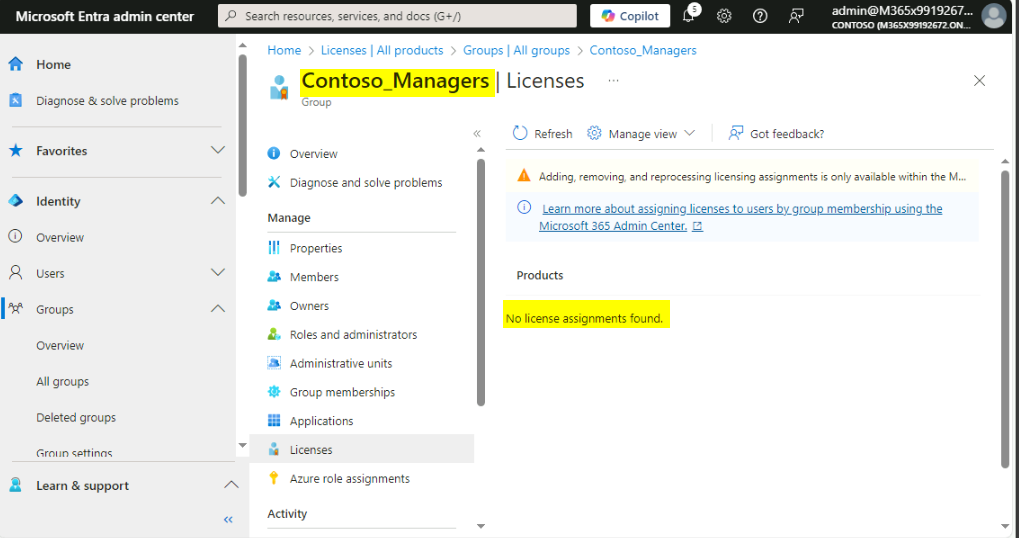 Microsoft Entra admin center
Search resources, services, and docs (G+/)
Copilot
5
admin@M365x9919267...
CONTOSO (M365X99192672.ON...
Home
Diagnose & solve problems
Favorites
Identity
Overview
Users
Groups
Overview
All groups
Deleted groups
Group settings
Learn & support
Home > Licenses | All products > Groups | All groups > Contoso_Managers
Contoso_Managers | Licenses ...
Group
Overview
Diagnose and solve problems
Manage
Properties
Members
Owners
Roles and administrators
Administrative units
Group memberships
Applications
Licenses
Azure role assignments
Activity
Refresh
Manage view
Got feedback?
Adding, removing, and reprocessing licensing assignments is only available within the M...
Learn more about assigning licenses to users by group membership using the
Microsoft 365 Admin Center.
Products
No license assignments found.